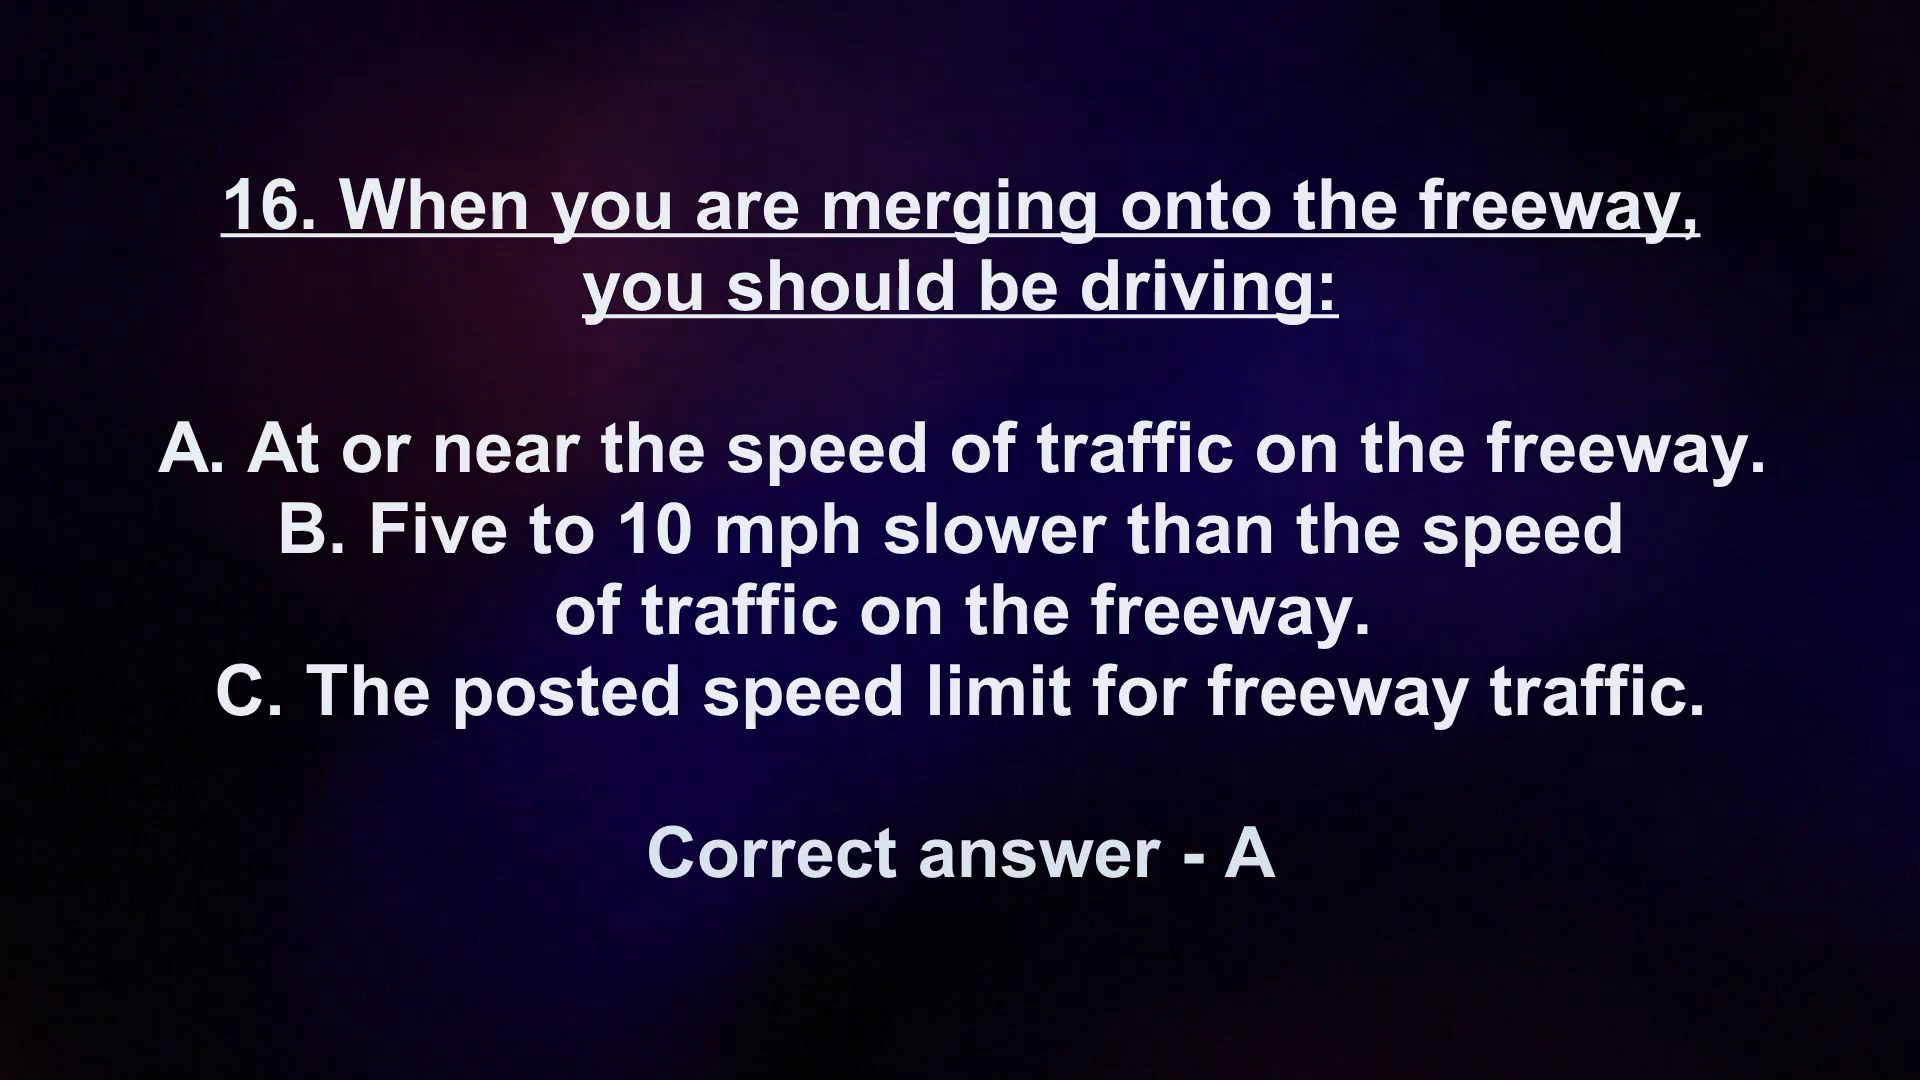 16. When you are merging onto the freeway,
you should be driving:
A. At or near the speed of traffic on the freeway.
B. Five to 10 mph slower than the speed
of traffic on the freeway.
C. The posted speed limit for freeway traffic.
Correct answer - A